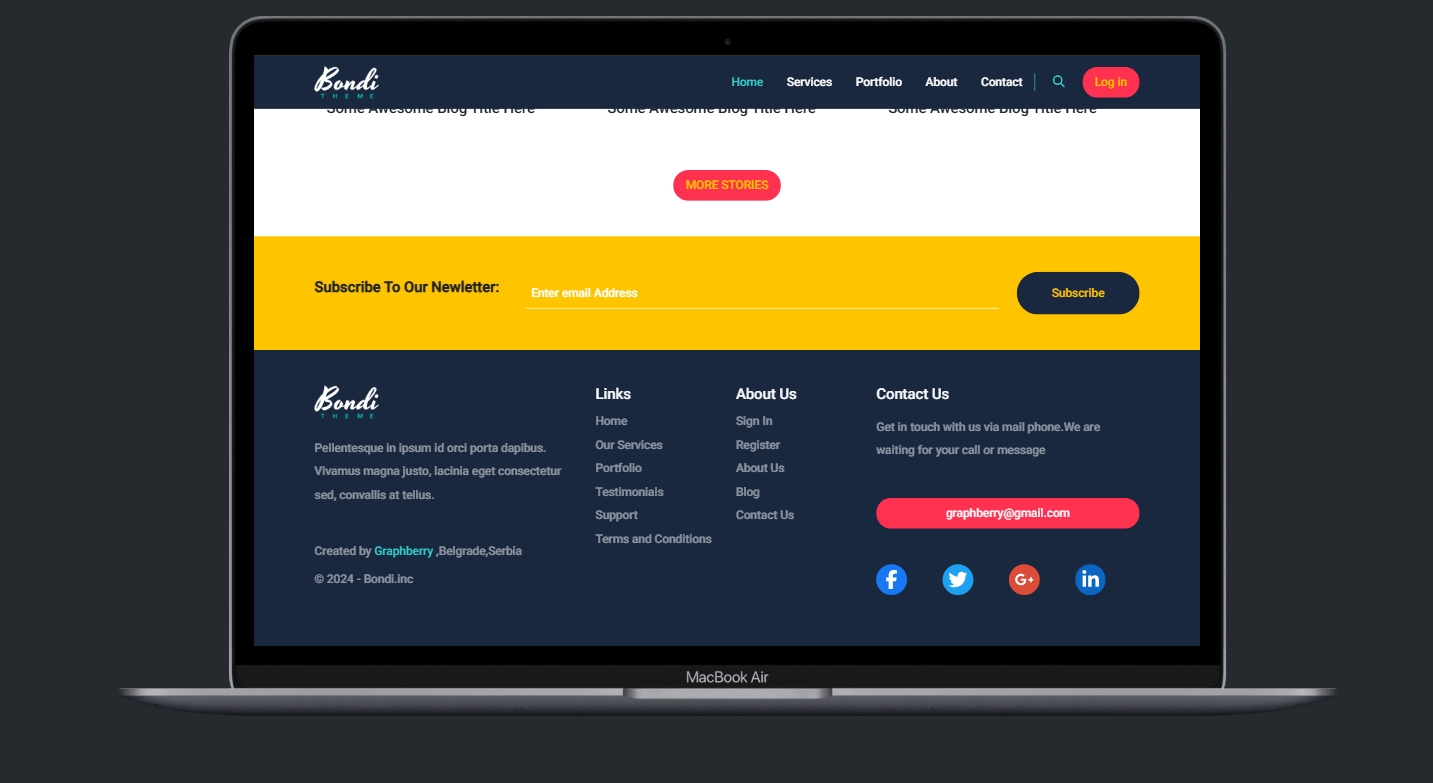 Bondi
THEME
Home Services Portfolio About Contact Log in
Some Awesome Blog Title Here Some Awesome Blog Title Here Some Awesome Blog Title Here
MORE STORIES
Subscribe To Our Newletter: Enter email Address Subscribe
Bondi
THEME
Pellentesque in ipsum id orci porta dapibus.
Vivamus magna justo, lacinia eget consectetur
sed, convallis at tellus.
Created by Graphberry ,Belgrade,Serbia
© 2024 - Bondi.inc
Links
Home
Our Services
Portfolio
Testimonials
Support
Terms and Conditions
About Us
Sign In
Register
About Us
Blog
Contact Us
Contact Us
Get in touch with us via mail phone.We are
waiting for your call or message
graphberry@gmail.com
f
G+
in
MacBook Air